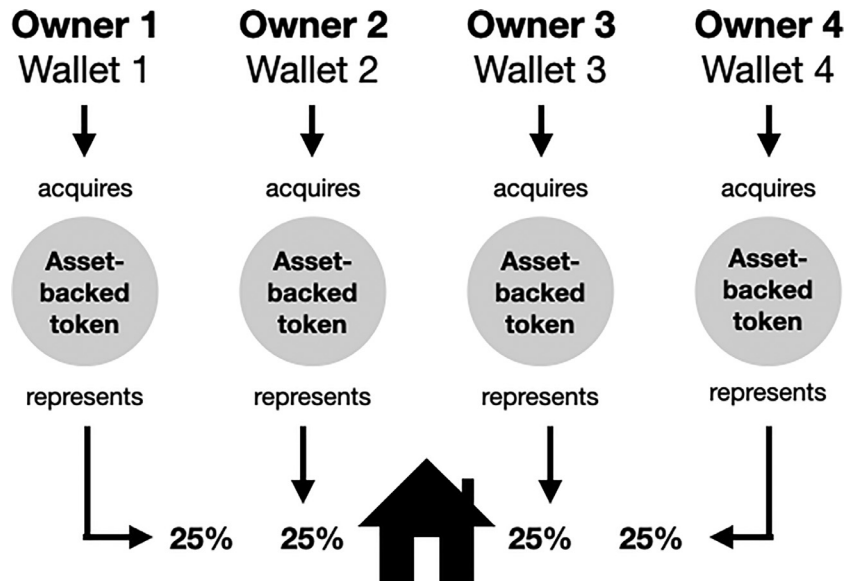 Owner 1
Wallet 1
acquires
Asset-
backed
token
represents
25%
Owner 2
Wallet 2
acquires
Asset-
backed
token
represents
25%
Owner 3
Wallet 3
acquires
Asset-
backed
token
represents
25%
Owner 4
Wallet 4
acquires
Asset-
backed
token
represents
25%